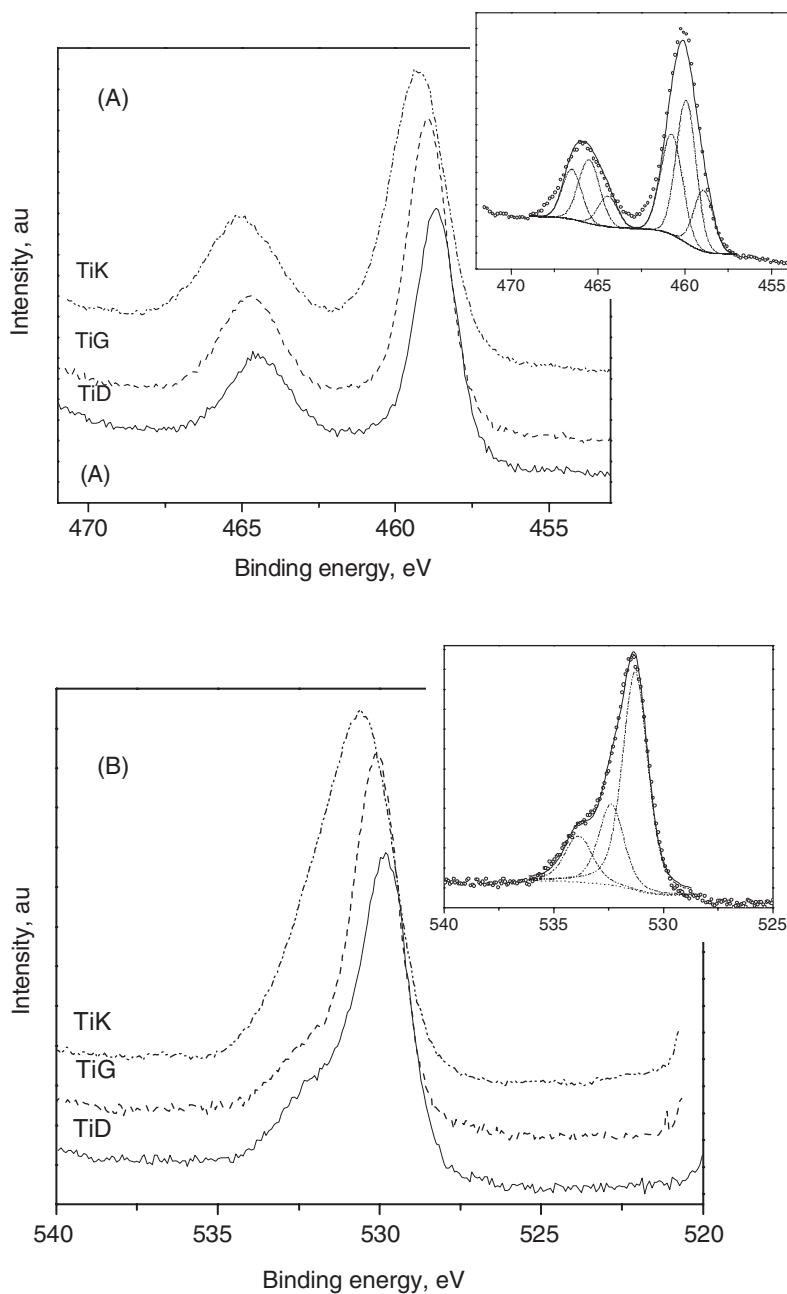 (A)
TiK
TiG
TiD
(A)
Intensity, au
470 465 460 455
Binding energy, eV
470 465 460 455
(B)
TiK
TiG
TiD
Intensity, au
540 535 530 525 520
Binding energy, eV
540 535 530 525